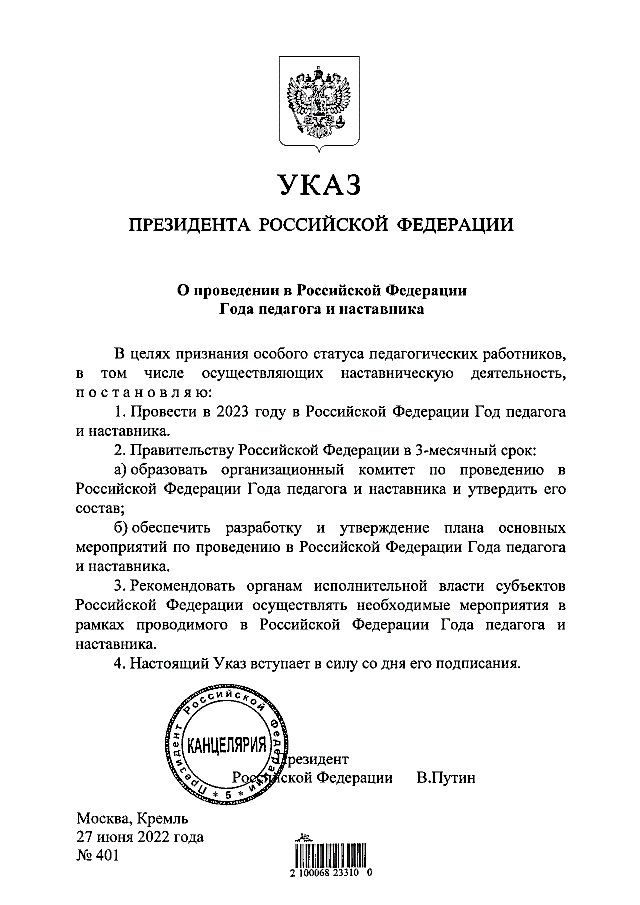 УКАЗ
ПРЕЗИДЕНТА РОССИЙСКОЙ ФЕДЕРАЦИИ
О проведении в Российской Федерации
Года педагога и наставника
В целях признания особого статуса педагогических работников,
в том числе осуществляющих наставническую деятельность,
п о с т а н о в л я ю:
1. Провести в 2023 году в Российской Федерации Год педагога
и наставника.
2. Правительству Российской Федерации в 3-месячный срок:
а) образовать организационный комитет по проведению в
Российской Федерации Года педагога и наставника и утвердить его
состав;
б) обеспечить разработку и утверждение плана основных
мероприятий по проведению в Российской Федерации Года педагога
и наставника.
3. Рекомендовать органам исполнительной власти субъектов
Российской Федерации осуществлять необходимые мероприятия в
рамках проводимого в Российской Федерации Года педагога и
наставника.
4. Настоящий Указ вступает в силу со дня его подписания.
Президент Российской Федерации * 5 *
КАНЦЕЛЯРИЯ
Президент
Российской Федерации В.Путин
Москва, Кремль
27 июня 2022 года
№ 401
2 100068 23310 0